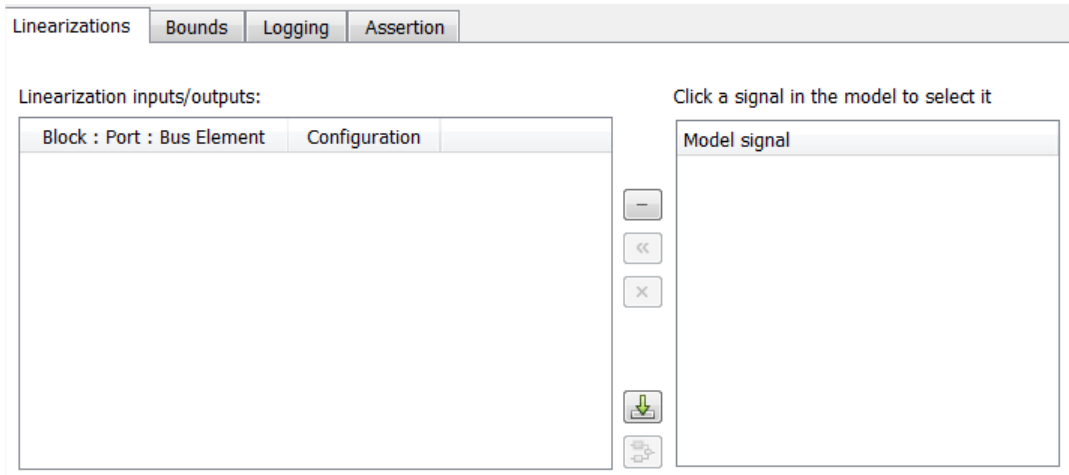 Linearizations Bounds Logging Assertion
Linearization inputs/outputs: Click a signal in the model to select it
Block : Port : Bus Element Configuration Model signal